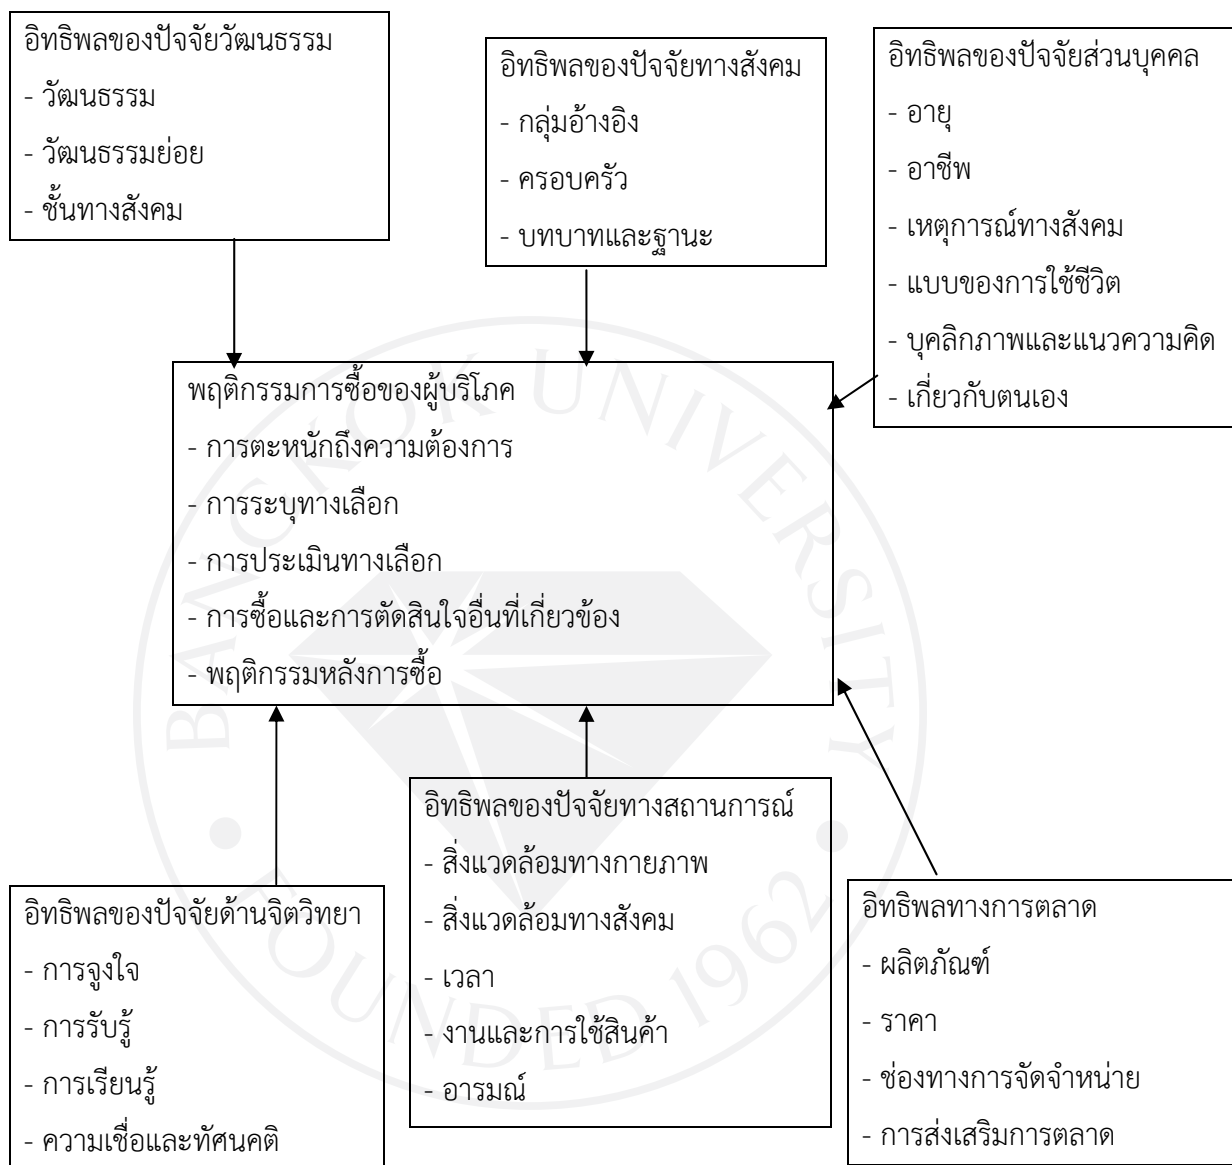 อิทธิพลของปัจจัยวัฒนธรรม
- วัฒนธรรม
- วัฒนธรรมย่อย
- ชั้นทางสังคม
อิทธิพลของปัจจัยทางสังคม
- กลุ่มอ้างอิง
- ครอบครัว
- บทบาทและฐานะ
อิทธิพลของปัจจัยส่วนบุคคล
- อายุ
- อาชีพ
- เหตุการณ์ทางสังคม
- แบบของการใช้ชีวิต
- บุคลิกภาพและแนวความคิด
- เกี่ยวกับตนเอง
พฤติกรรมการซื้อของผู้บริโภค
- การตะหนักถึงความต้องการ
- การระบุทางเลือก
- การประเมินทางเลือก
- การซื้อและการตัดสินใจอื่นที่เกี่ยวข้อง
- พฤติกรรมหลังการซื้อ
อิทธิพลของปัจจัยด้านจิตวิทยา
- การจูงใจ
- การรับรู้
- การเรียนรู้
- ความเชื่อและทัศนคติ
อิทธิพลของปัจจัยทางสถานการณ์
- สิ่งแวดล้อมทางกายภาพ
- สิ่งแวดล้อมทางสังคม
- เวลา
- งานและการใช้สินค้า
- อารมณ์
อิทธิพลทางการตลาด
- ผลิตภัณฑ์
- ราคา
- ช่องทางการจัดจำหน่าย
- การส่งเสริมการตลาด
BANGKOK UNIVERSITY
FOUNDED 1962